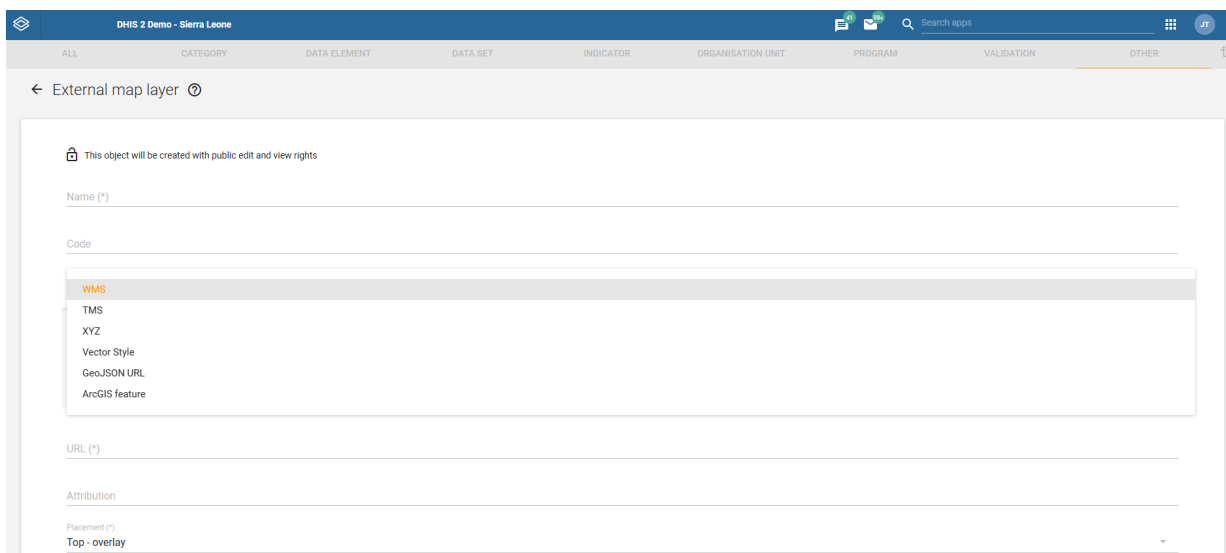 DHIS 2 Demo - Sierra Leone 41 99+ Search apps JT
ALL CATEGORY DATA ELEMENT DATA SET INDICATOR ORGANISATION UNIT PROGRAM VALIDATION OTHER
External map layer
This object will be created with public edit and view rights
Name (*)
Code
WMS
TMS
XYZ
Vector Style
GeoJSON URL
ArcGIS feature
URL (*)
Attribution
Placement (*)
Top - overlay